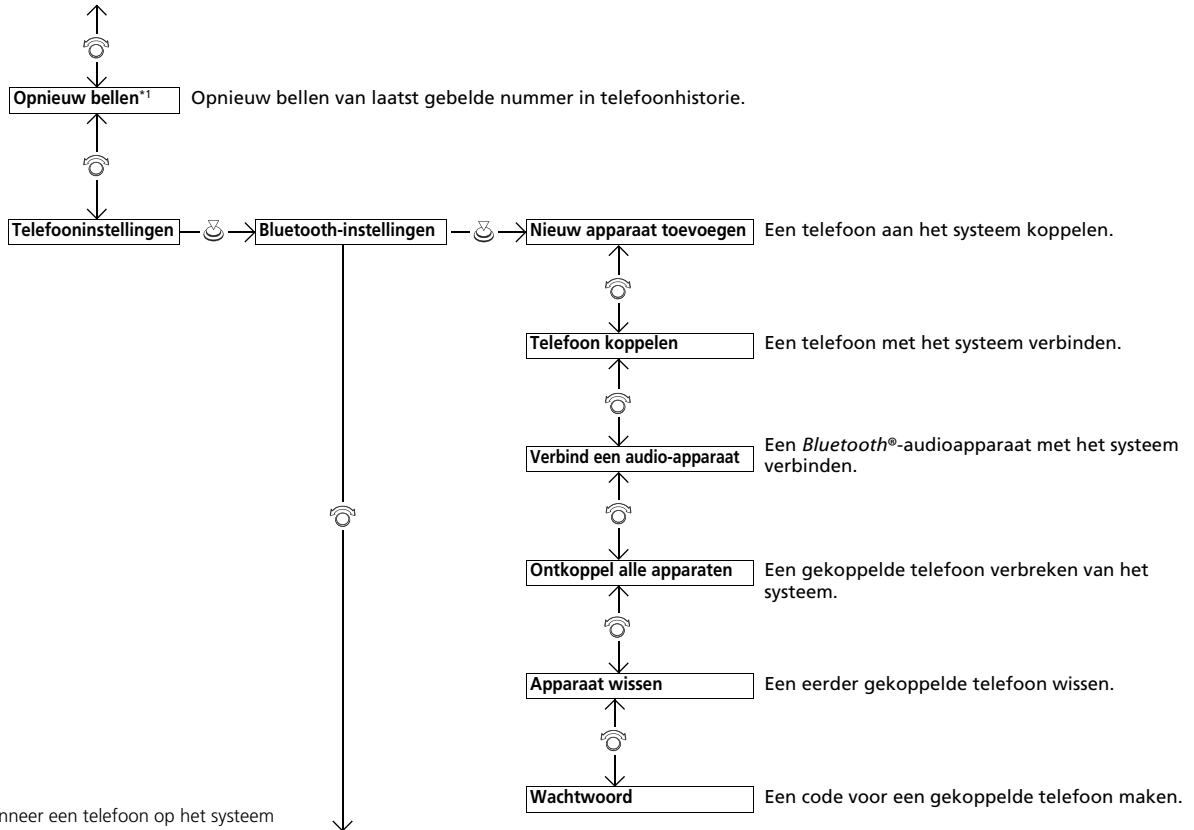 Opnieuw bellen*1 Opnieuw bellen van laatst gebelde nummer in telefoonhistorie.
Telefooninstellingen Bluetooth-instellingen Nieuw apparaat toevoegen Een telefoon aan het systeem koppelen.
Telefoon koppelen Een telefoon met het systeem verbinden.
Verbind een audio-apparaat Een Bluetooth®-audioapparaat met het systeem
verbinden.
Ontkoppel alle apparaten Een gekoppelde telefoon verbreken van het
systeem.
Apparaat wissen Een eerder gekoppelde telefoon wissen.
Wachtwoord Een code voor een gekoppelde telefoon maken.
een telefoon op het systeem